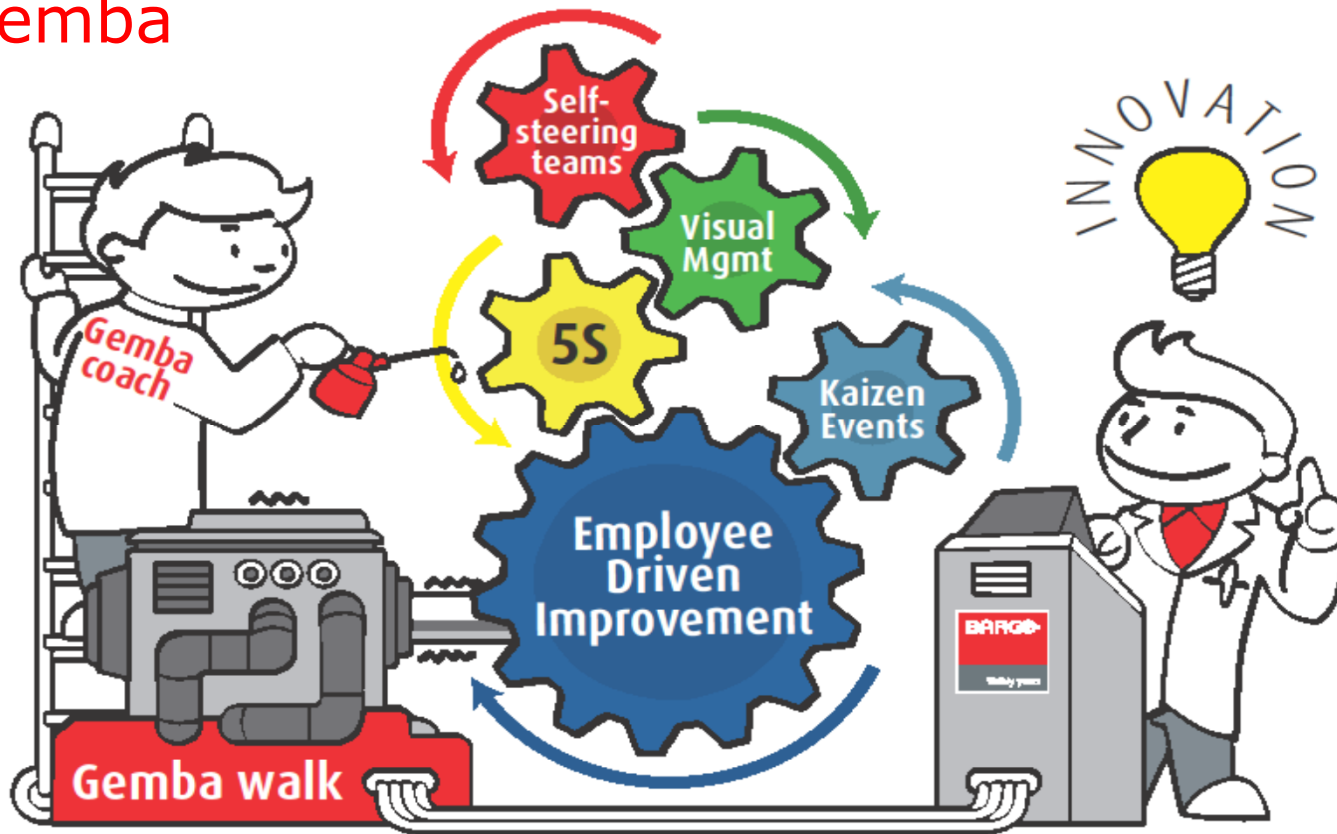 emba
INNOVATION
Self-
steering
teams
Visual
Mgmt
5S
Gemba
coach
Kaizen
Events
Employee
Driven
Improvement
BARCO
Gemba walk